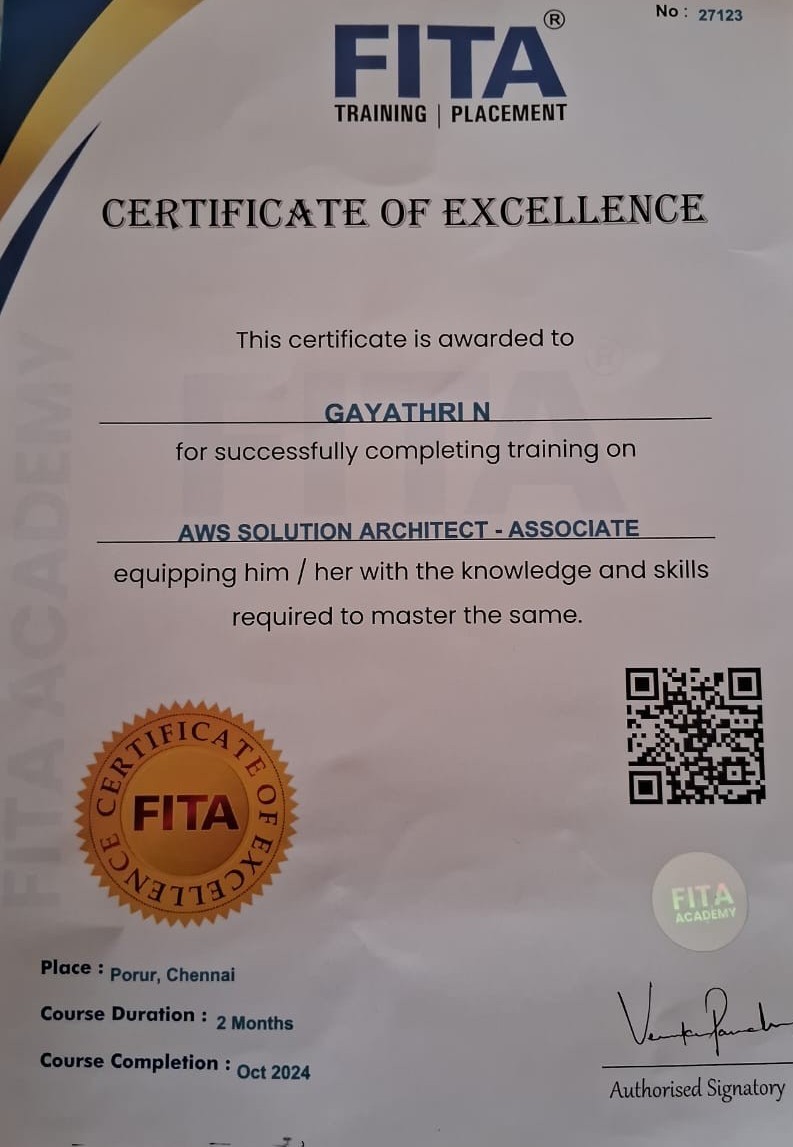 No : 27123
FITA®
TRAINING | PLACEMENT
CERTIFICATE OF EXCELLENCE
This certificate is awarded to
GAYATHRI N
for successfully completing training on
AWS SOLUTION ARCHITECT - ASSOCIATE
equipping him / her with the knowledge and skills
required to master the same.
FITA ACADEMY
CERTIFICATE OF EXCELLENCE
FITA
FITA
ACADEMY
Place : Porur, Chennai
Course Duration : 2 Months
Course Completion : Oct 2024
Authorised Signatory